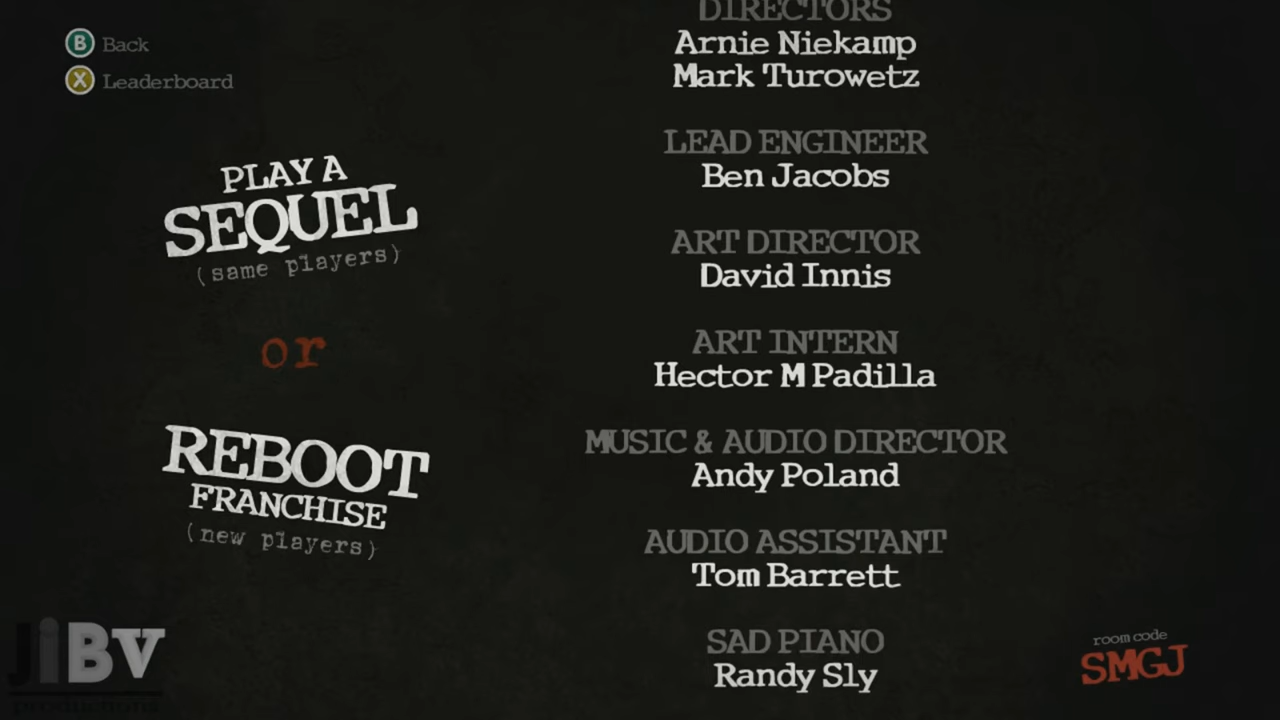 B Back
X Leaderboard
PLAY A
SEQUEL
(same players)
or
REBOOT
FRANCHISE
(new players)
DIRECTORS
Arnie Niekamp
Mark Turowetz
LEAD ENGINEER
Ben Jacobs
ART DIRECTOR
David Innis
ART INTERN
Hector M Padilla
MUSIC & AUDIO DIRECTOR
Andy Poland
AUDIO ASSISTANT
Tom Barrett
SAD PIANO
Randy Sly
JiBV
productions
room code
SMGJ